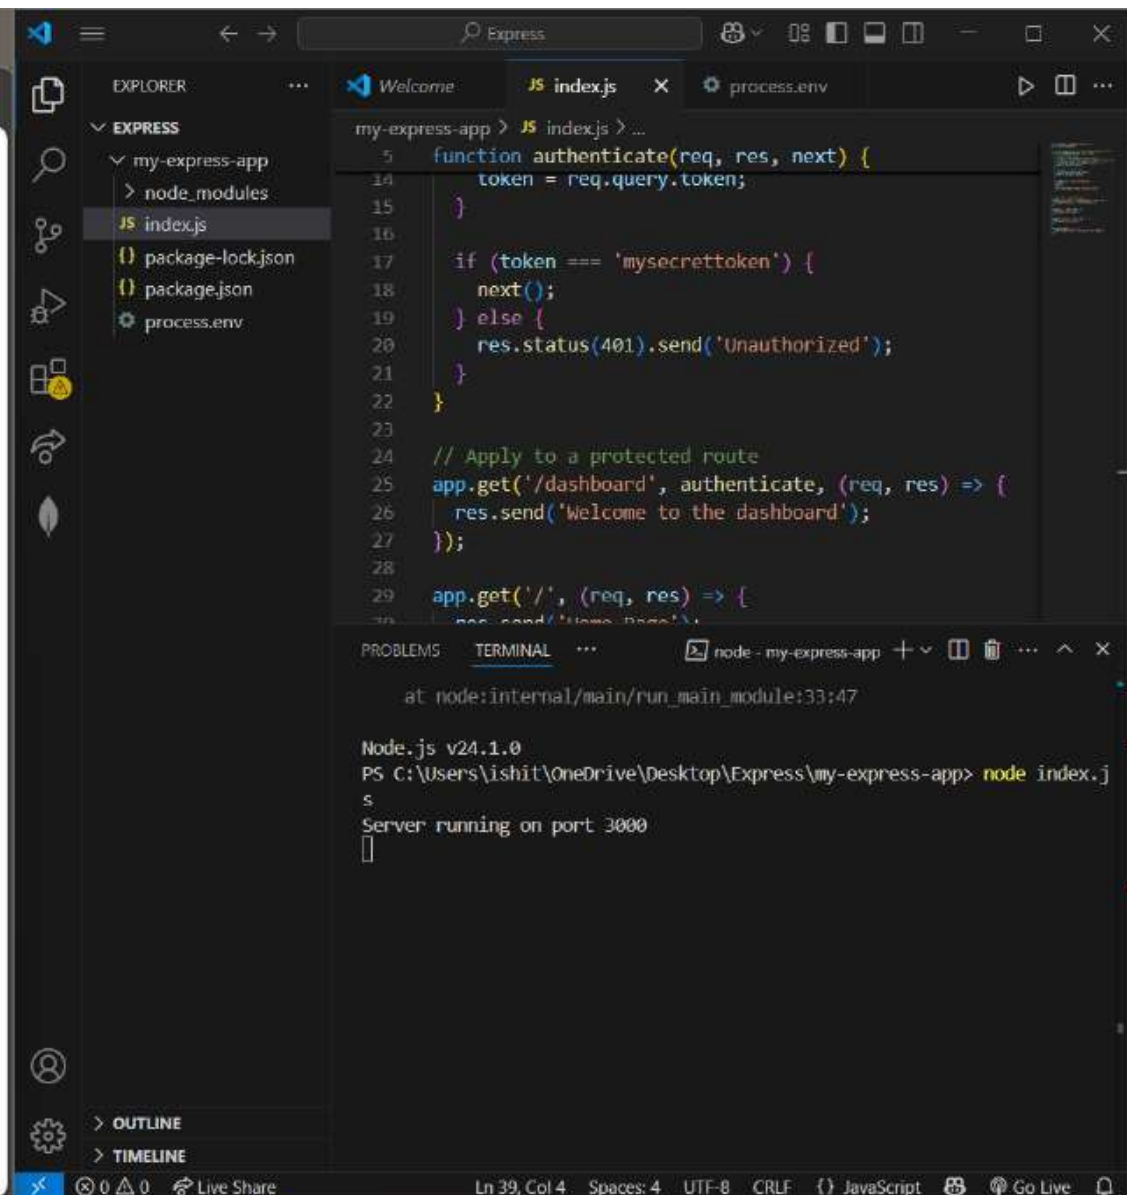 Express
EXPLORER ...
Welcome
JS index.js
process.env
EXPRESS
my-express-app
node_modules
JS index.js
{} package-lock.json
{} package.json
process.env
my-express-app > JS index.js > ...
5 function authenticate(req, res, next) {
14 token = req.query.token;
15 }
16
17 if (token === 'mysecrettoken') {
18 next();
19 } else {
20 res.status(401).send('Unauthorized');
21 }
22 }
23
24 // Apply to a protected route
25 app.get('/dashboard', authenticate, (req, res) => {
26 res.send('Welcome to the dashboard');
27 });
28
29 app.get('/', (req, res) => {
30 res.send('Home Page');
PROBLEMS TERMINAL ... node - my-express-app
at node:internal/main/run_main_module:33:47
Node.js v24.1.0
PS C:\Users\ishit\OneDrive\Desktop\Express\my-express-app> node index.j
s
Server running on port 3000
OUTLINE
TIMELINE
0 0 Live Share Ln 39, Col 4 Spaces: 4 UTF-8 CRLF {} JavaScript Go Live